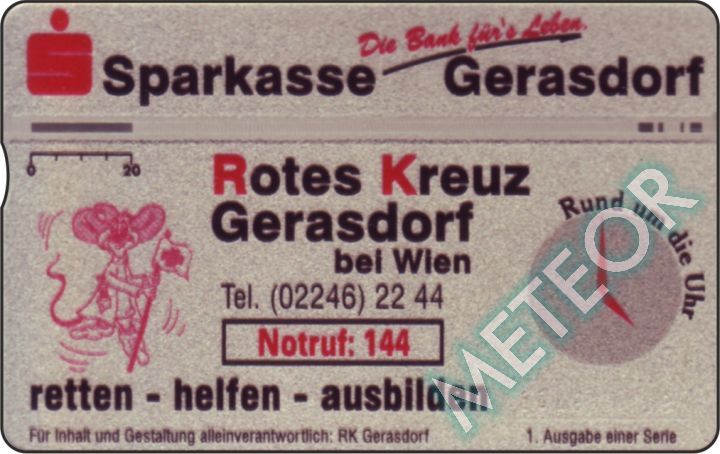 Die Bank für's Leben.
Sparkasse Gerasdorf
0 20
Rotes Kreuz
Gerasdorf
bei Wien
Rund um die Uhr
Tel. (02246) 22 44
Notruf: 144
retten - helfen - ausbilden
Für Inhalt und Gestaltung alleinverantwortlich: RK Gerasdorf
1. Ausgabe einer Serie
METEOR